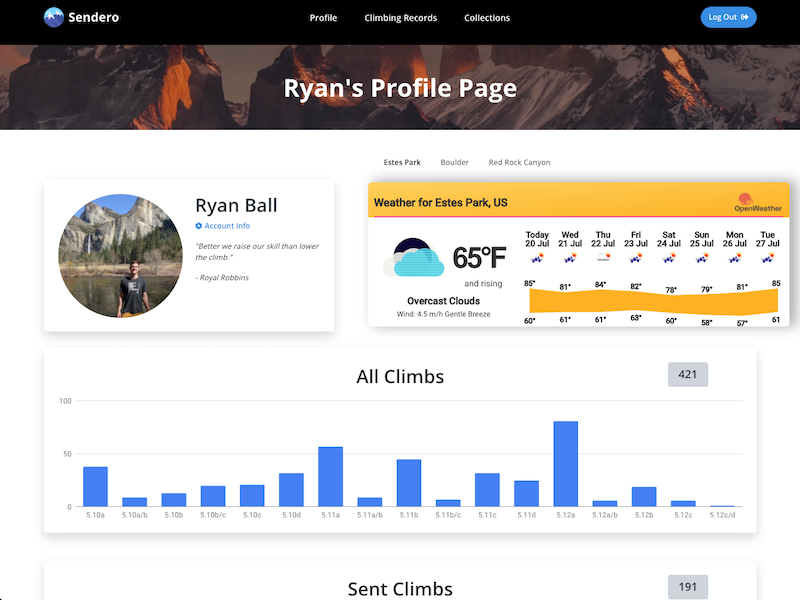 Sendero
Profile
Climbing Records
Collections
Log Out
Ryan's Profile Page
Estes Park
Boulder
Red Rock Canyon
Ryan Ball
Account Info
"Better we raise our skill than lower
the climb."
- Royal Robbins
Weather for Estes Park, US
OpenWeather
65°F
and rising
Overcast Clouds
Wind: 4.5 m/h Gentle Breeze
Today Wed Thu Fri Sat Sun Mon Tue
20 Jul 21 Jul 22 Jul 23 Jul 24 Jul 25 Jul 26 Jul 27 Jul
85° 81° 84° 82° 78° 79° 81° 85
60° 61° 61° 63° 60° 58° 57° 61
All Climbs
421
100
50
0
5.10a 5.10a/b 5.10b 5.10b/c 5.10c 5.10d 5.11a 5.11a/b 5.11b 5.11b/c 5.11c 5.11d 5.12a 5.12a/b 5.12b 5.12c 5.12c/d
Sent Climbs
191